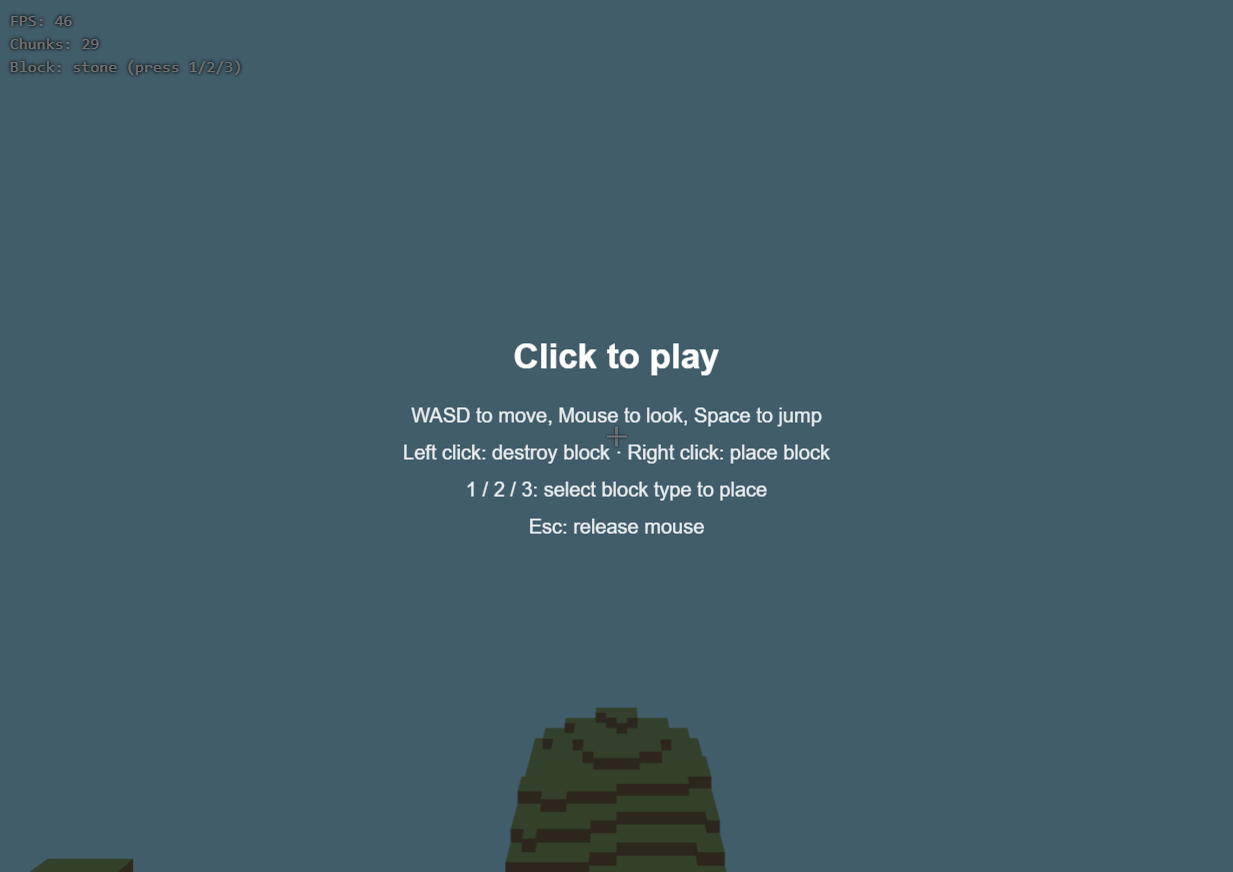 FPS: 46
Chunks: 29
Block: stone (press 1/2/3)
Click to play
WASD to move, Mouse to look, Space to jump
Left click: destroy block · Right click: place block
1 / 2 / 3: select block type to place
Esc: release mouse